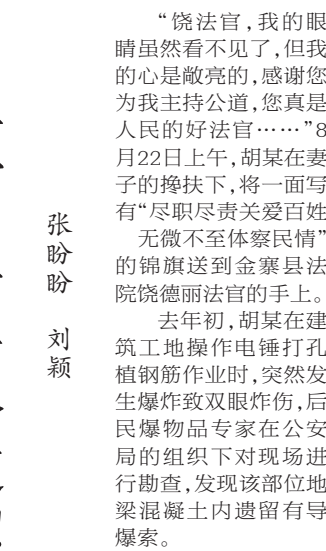 张盼盼 刘颖
“饶法官，我的眼
睛虽然看不见了，但我
的心是敞亮的，感谢您
为我主持公道，您真是
人民的好法官……”8
月22日上午，胡某在妻
子的搀扶下，将一面写
有“尽职尽责关爱百姓
无微不至体察民情”
的锦旗送到金寨县法
院饶德丽法官的手上。
去年初，胡某在建
筑工地操作电锤打孔
植钢筋作业时，突然发
生爆炸致双眼炸伤，后
民爆物品专家在公安
局的组织下对现场进
行勘查，发现该部位地
梁混凝土内遗留有导
爆索。